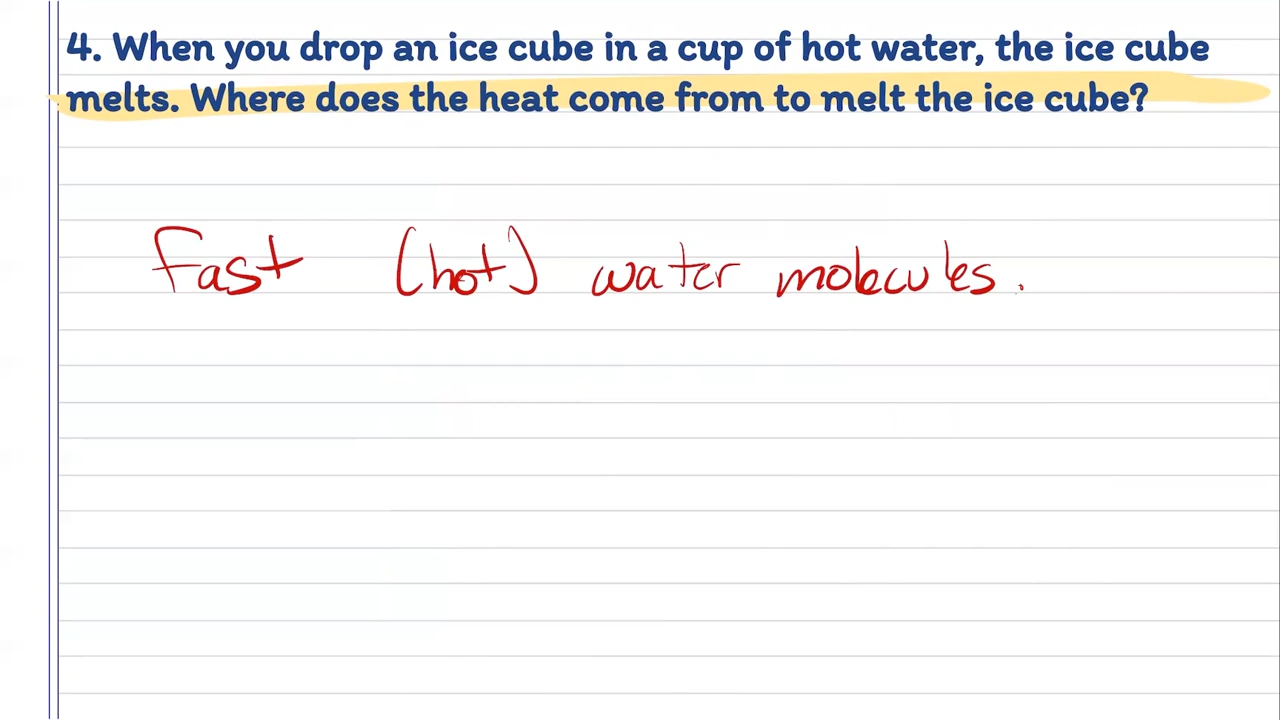 4. When you drop an ice cube in a cup of hot water, the ice cube
melts. Where does the heat come from to melt the ice cube?
Fast (hot) water molecules.